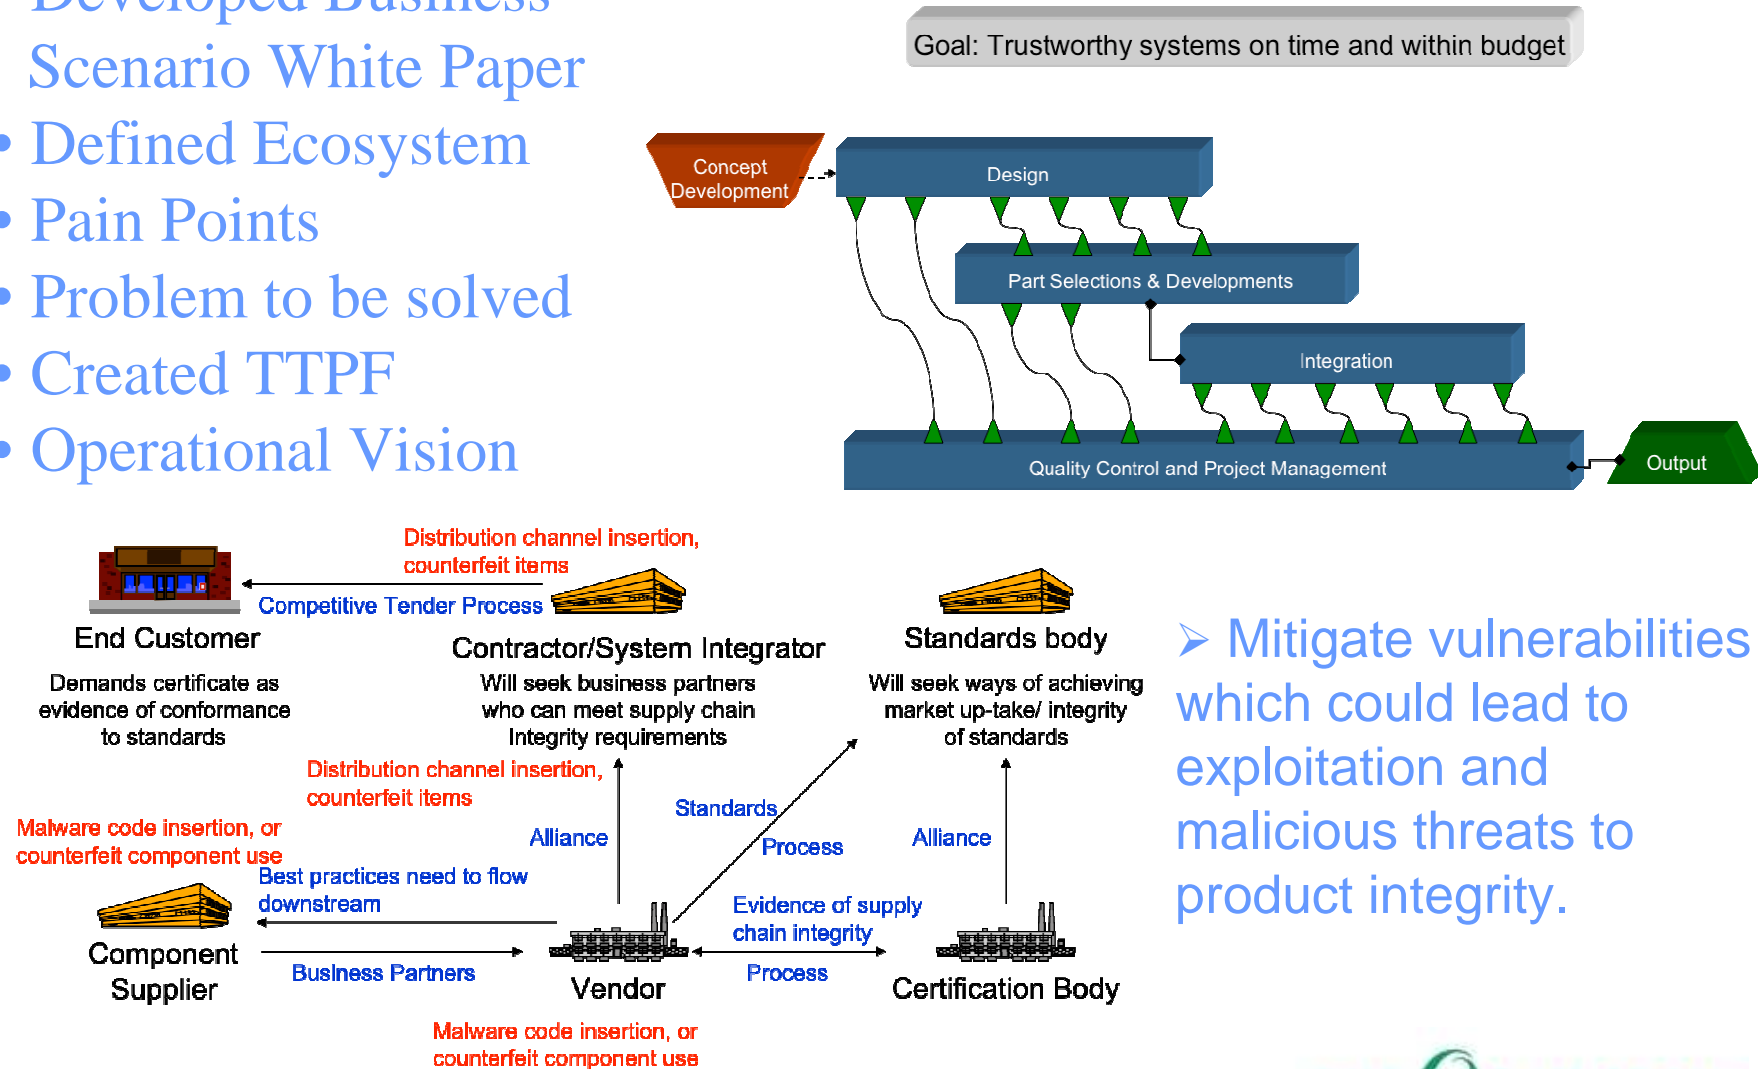 Developed Business
Scenario White Paper
• Defined Ecosystem
• Pain Points
• Problem to be solved
• Created TTPF
• Operational Vision
Goal: Trustworthy systems on time and within budget
Concept
Development
Design
Part Selections & Developments
Integration
Quality Control and Project Management
Output
Distribution channel insertion,
counterfeit items
Competitive Tender Process
End Customer
Demands certificate as
evidence of conformance
to standards
Contractor/System Integrator
Will seek business partners
who can meet supply chain
Integrity requirements
Standards body
Will seek ways of achieving
market up-take/ integrity
of standards
Distribution channel insertion,
counterfeit items
Alliance
Standards
Process
Alliance
Malware code insertion, or
counterfeit component use
Best practices need to flow
downstream
Evidence of supply
chain integrity
Component
Supplier
Business Partners
Vendor
Process
Certification Body
Malware code insertion, or
counterfeit component use
➢ Mitigate vulnerabilities
which could lead to
exploitation and
malicious threats to
product integrity.